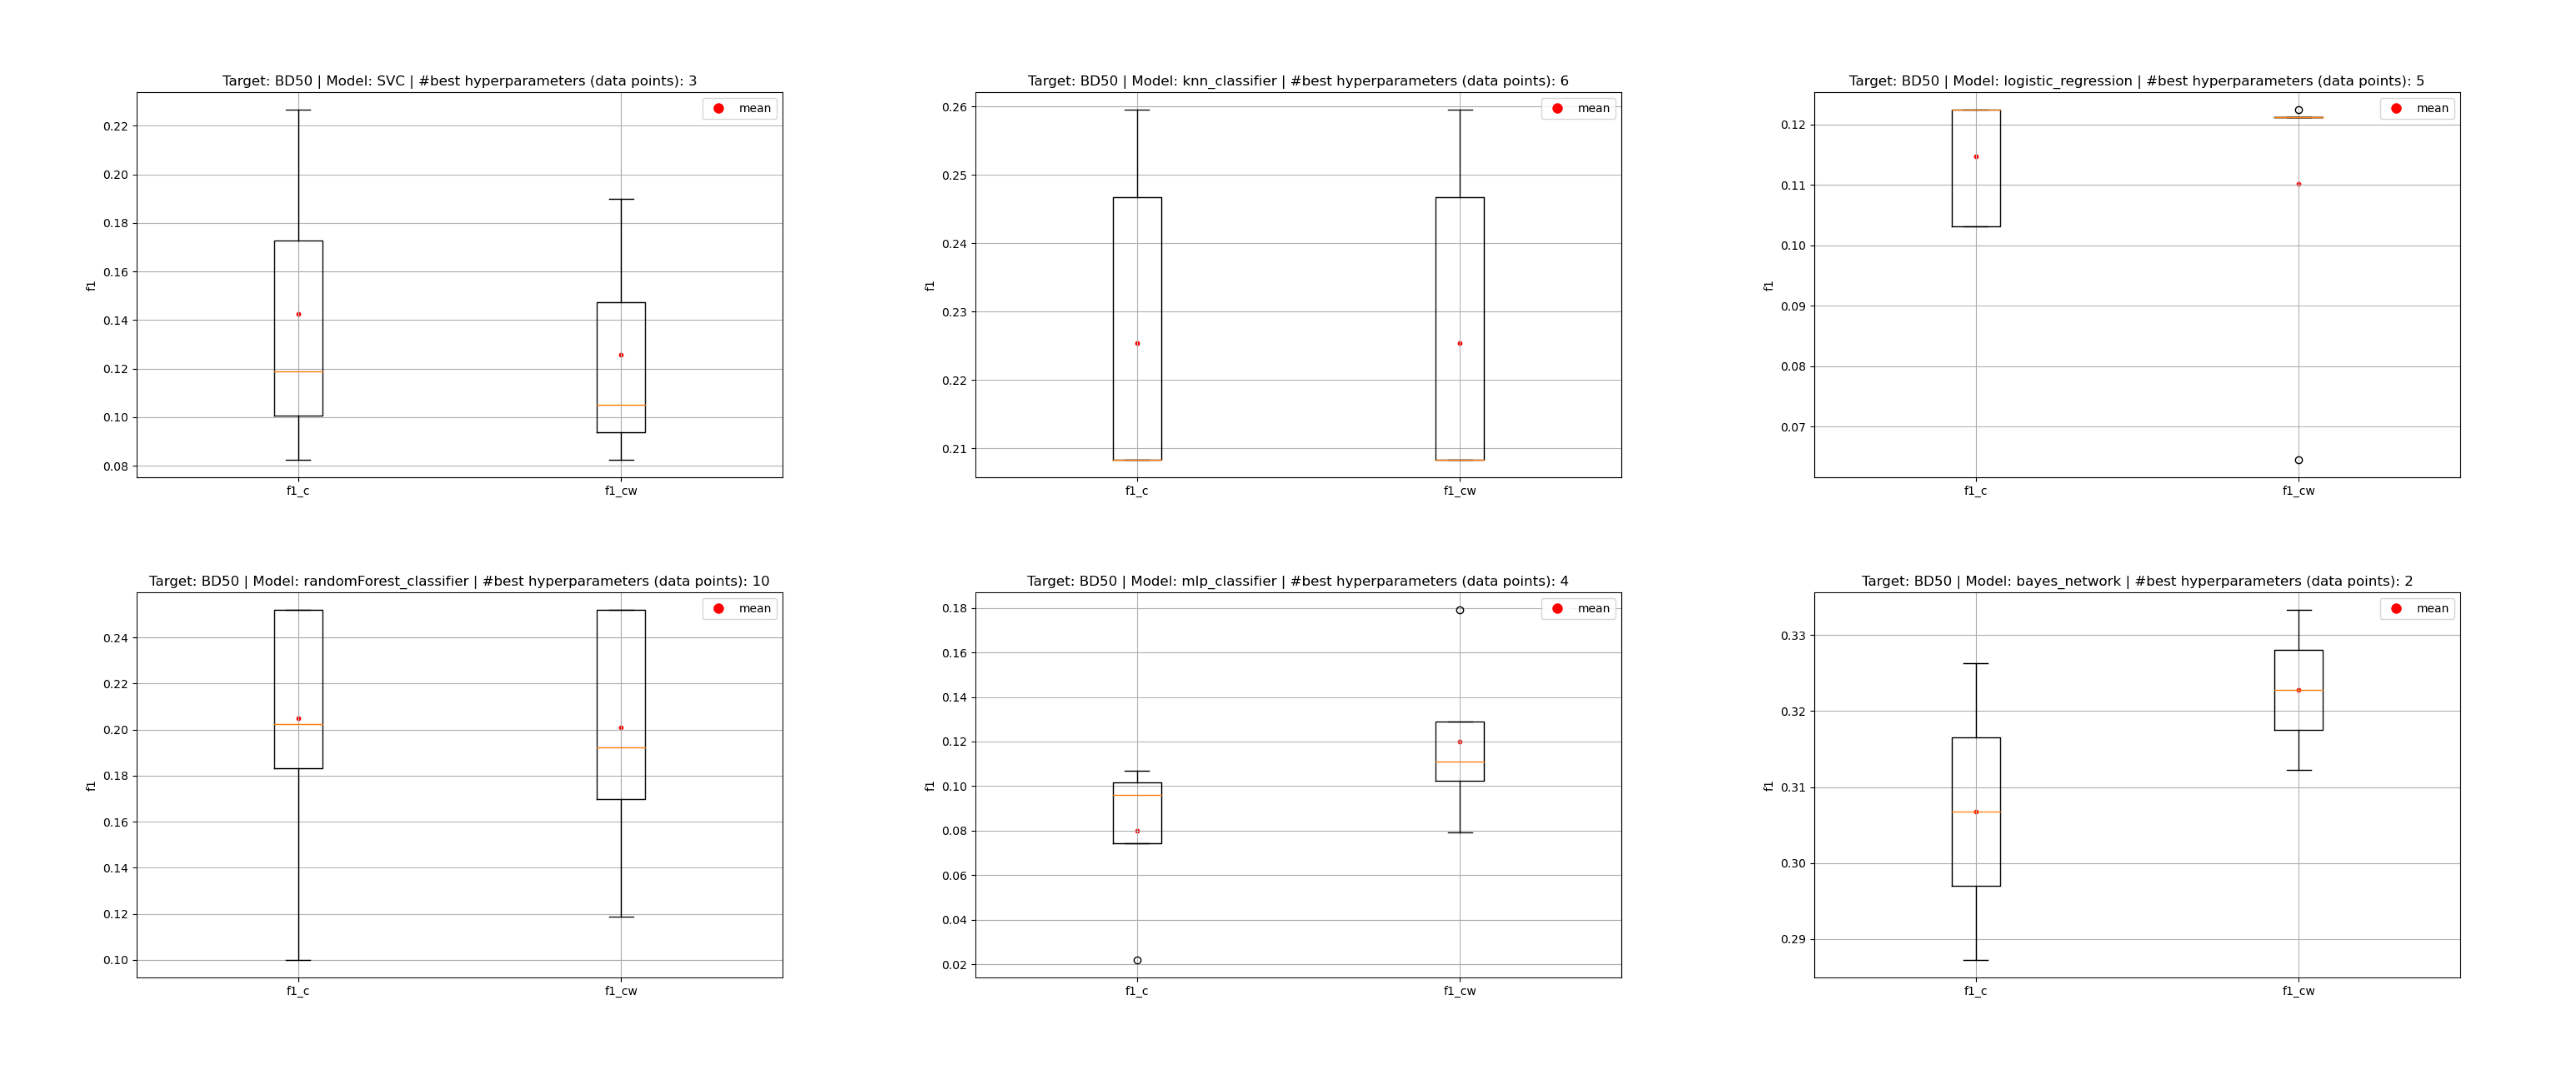 Target: BD50 | Model: SVC | #best hyperparameters (data points): 3
mean
0.22
0.20
0.18
0.16
0.14
0.12
0.10
0.08
f1
f1_c
f1_cw
Target: BD50 | Model: knn_classifier | #best hyperparameters (data points): 6
mean
0.26
0.25
0.24
0.23
0.22
0.21
f1
f1_c
f1_cw
Target: BD50 | Model: logistic_regression | #best hyperparameters (data points): 5
mean
0.12
0.11
0.10
0.09
0.08
0.07
f1
f1_c
f1_cw
Target: BD50 | Model: randomForest_classifier | #best hyperparameters (data points): 10
mean
0.24
0.22
0.20
0.18
0.16
0.14
0.12
0.10
f1
f1_c
f1_cw
Target: BD50 | Model: mlp_classifier | #best hyperparameters (data points): 4
mean
0.18
0.16
0.14
0.12
0.10
0.08
0.06
0.04
0.02
f1
f1_c
f1_cw
Target: BD50 | Model: bayes_network | #best hyperparameters (data points): 2
mean
0.33
0.32
0.31
0.30
0.29
f1
f1_c
f1_cw